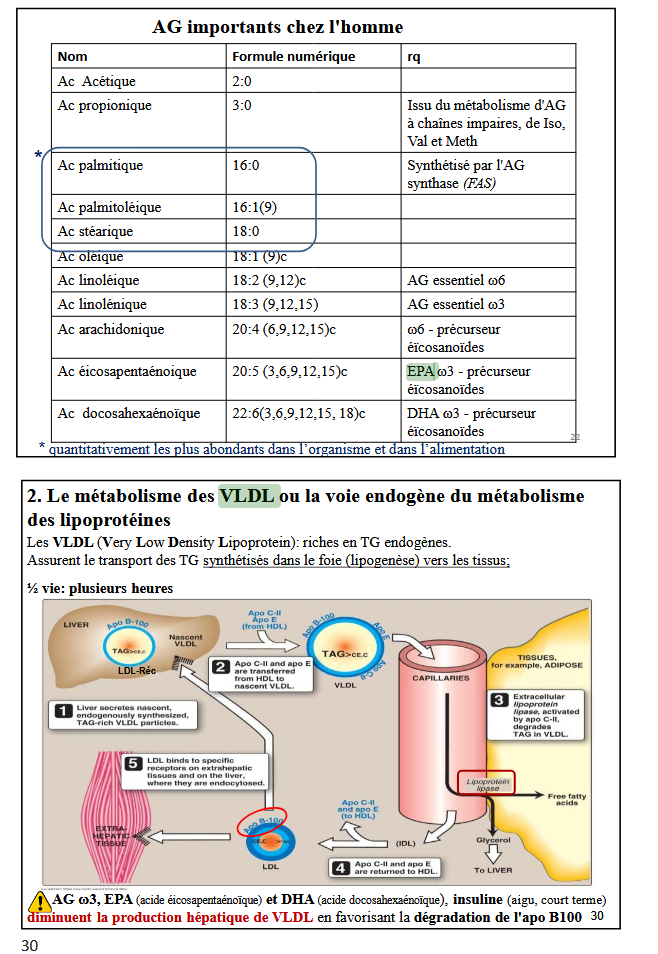 AG importants chez l'homme
Nom Formule numérique rq
Ac Acétique 2:0
Ac propionique 3:0 Issu du métabolisme d'AG
à chaînes impaires, de Iso,
Val et Meth
*
Ac palmitique 16:0 Synthétisé par l'AG
synthase (FAS)
Ac palmitoléique 16:1(9)
Ac stéarique 18:0
Ac oléique 18:1 (9)c
Ac linoléique 18:2 (9,12)c AG essentiel ω6
Ac linolénique 18:3 (9,12,15) AG essentiel ω3
Ac arachidonique 20:4 (6,9,12,15)c ω6 - précurseur
éïcosanoïdes
Ac éicosapentaénoique 20:5 (3,6,9,12,15)c EPA ω3 - précurseur
éïcosanoïdes
Ac docosahexaénoïque 22:6(3,6,9,12,15, 18)c DHA ω3 - précurseur
éïcosanoïdes
22
* quantitativement les plus abondants dans l'organisme et dans l'alimentation
2. Le métabolisme des VLDL ou la voie endogène du métabolisme
des lipoprotéines
Les VLDL (Very Low Density Lipoprotein): riches en TG endogènes.
Assurent le transport des TG synthétisés dans le foie (lipogenèse) vers les tissus;
½ vie: plusieurs heures
LIVER
Apo B-100
TAG>CE,C
LDL-Réc
Nascent
VLDL
Apo C-II
Apo E
(from HDL)
2 Apo C-II and apo E
are transferred
from HDL to
nascent VLDL.
Apo B-100
Apo E
TAG>CE,C
Apo C-II
VLDL
CAPILLARIES
TISSUES,
for example, ADIPOSE
1 Liver secretes nascent,
endogenously synthesized,
TAG-rich VLDL particles.
3 Extracellular
lipoprotein
lipase, activated
by apo C-II,
degrades
TAG in VLDL.
5 LDL binds to specific
receptors on extrahepatic
tissues and on the liver,
where they are endocytosed.
Lipoprotein
lipase
Free fatty
acids
Glycerol
To LIVER
Apo C-II
and apo E
(to HDL)
(IDL)
EXTRA-
HEPATIC
TISSUE
Apo B-100
LDL
4 Apo C-II and apo E
are returned to HDL.
AG ω3, EPA (acide éicosapentaénoïque) et DHA (acide docosahexaénoïque), insuline (aigu, court terme)
diminuent la production hépatique de VLDL en favorisant la dégradation de l'apo B100 30
30